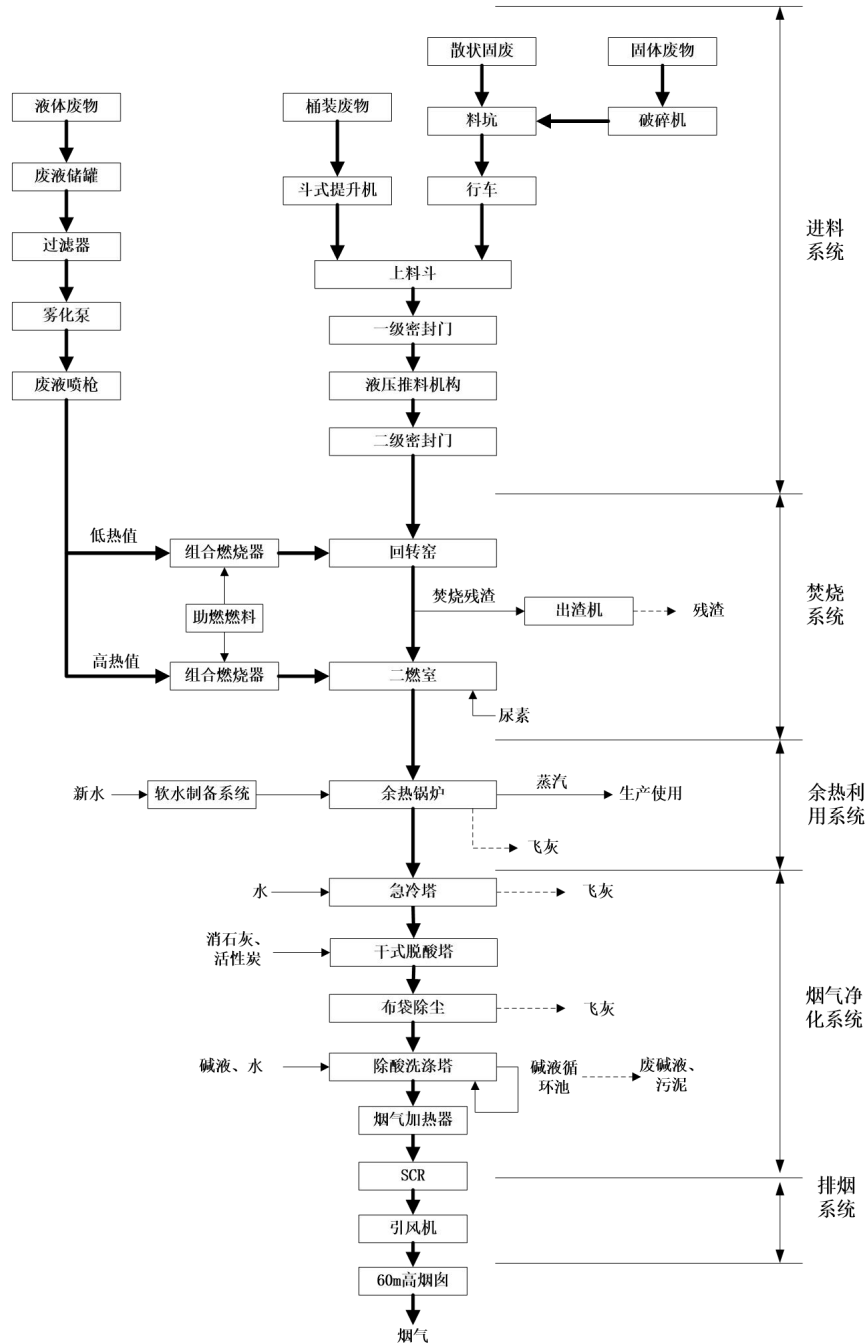 散状固废
固体废物
液体废物
桶装废物
料坑
破碎机
废液储罐
斗式提升机
行车
过滤器
进料
系统
上料斗
雾化泵
一级密封门
废液喷枪
液压推料机构
二级密封门
低热值
组合燃烧器
回转窑
焚烧残渣
出渣机
残渣
焚烧
系统
助燃燃料
高热值
组合燃烧器
二燃室
尿素
新水
软水制备系统
余热锅炉
蒸汽
生产使用
余热利
用系统
飞灰
水
急冷塔
飞灰
消石灰、
活性炭
干式脱酸塔
布袋除尘
飞灰
烟气净
化系统
碱液、水
除酸洗涤塔
碱液循
环池
废碱液、
污泥
烟气加热器
SCR
排烟
系统
引风机
60m高烟囱
烟气